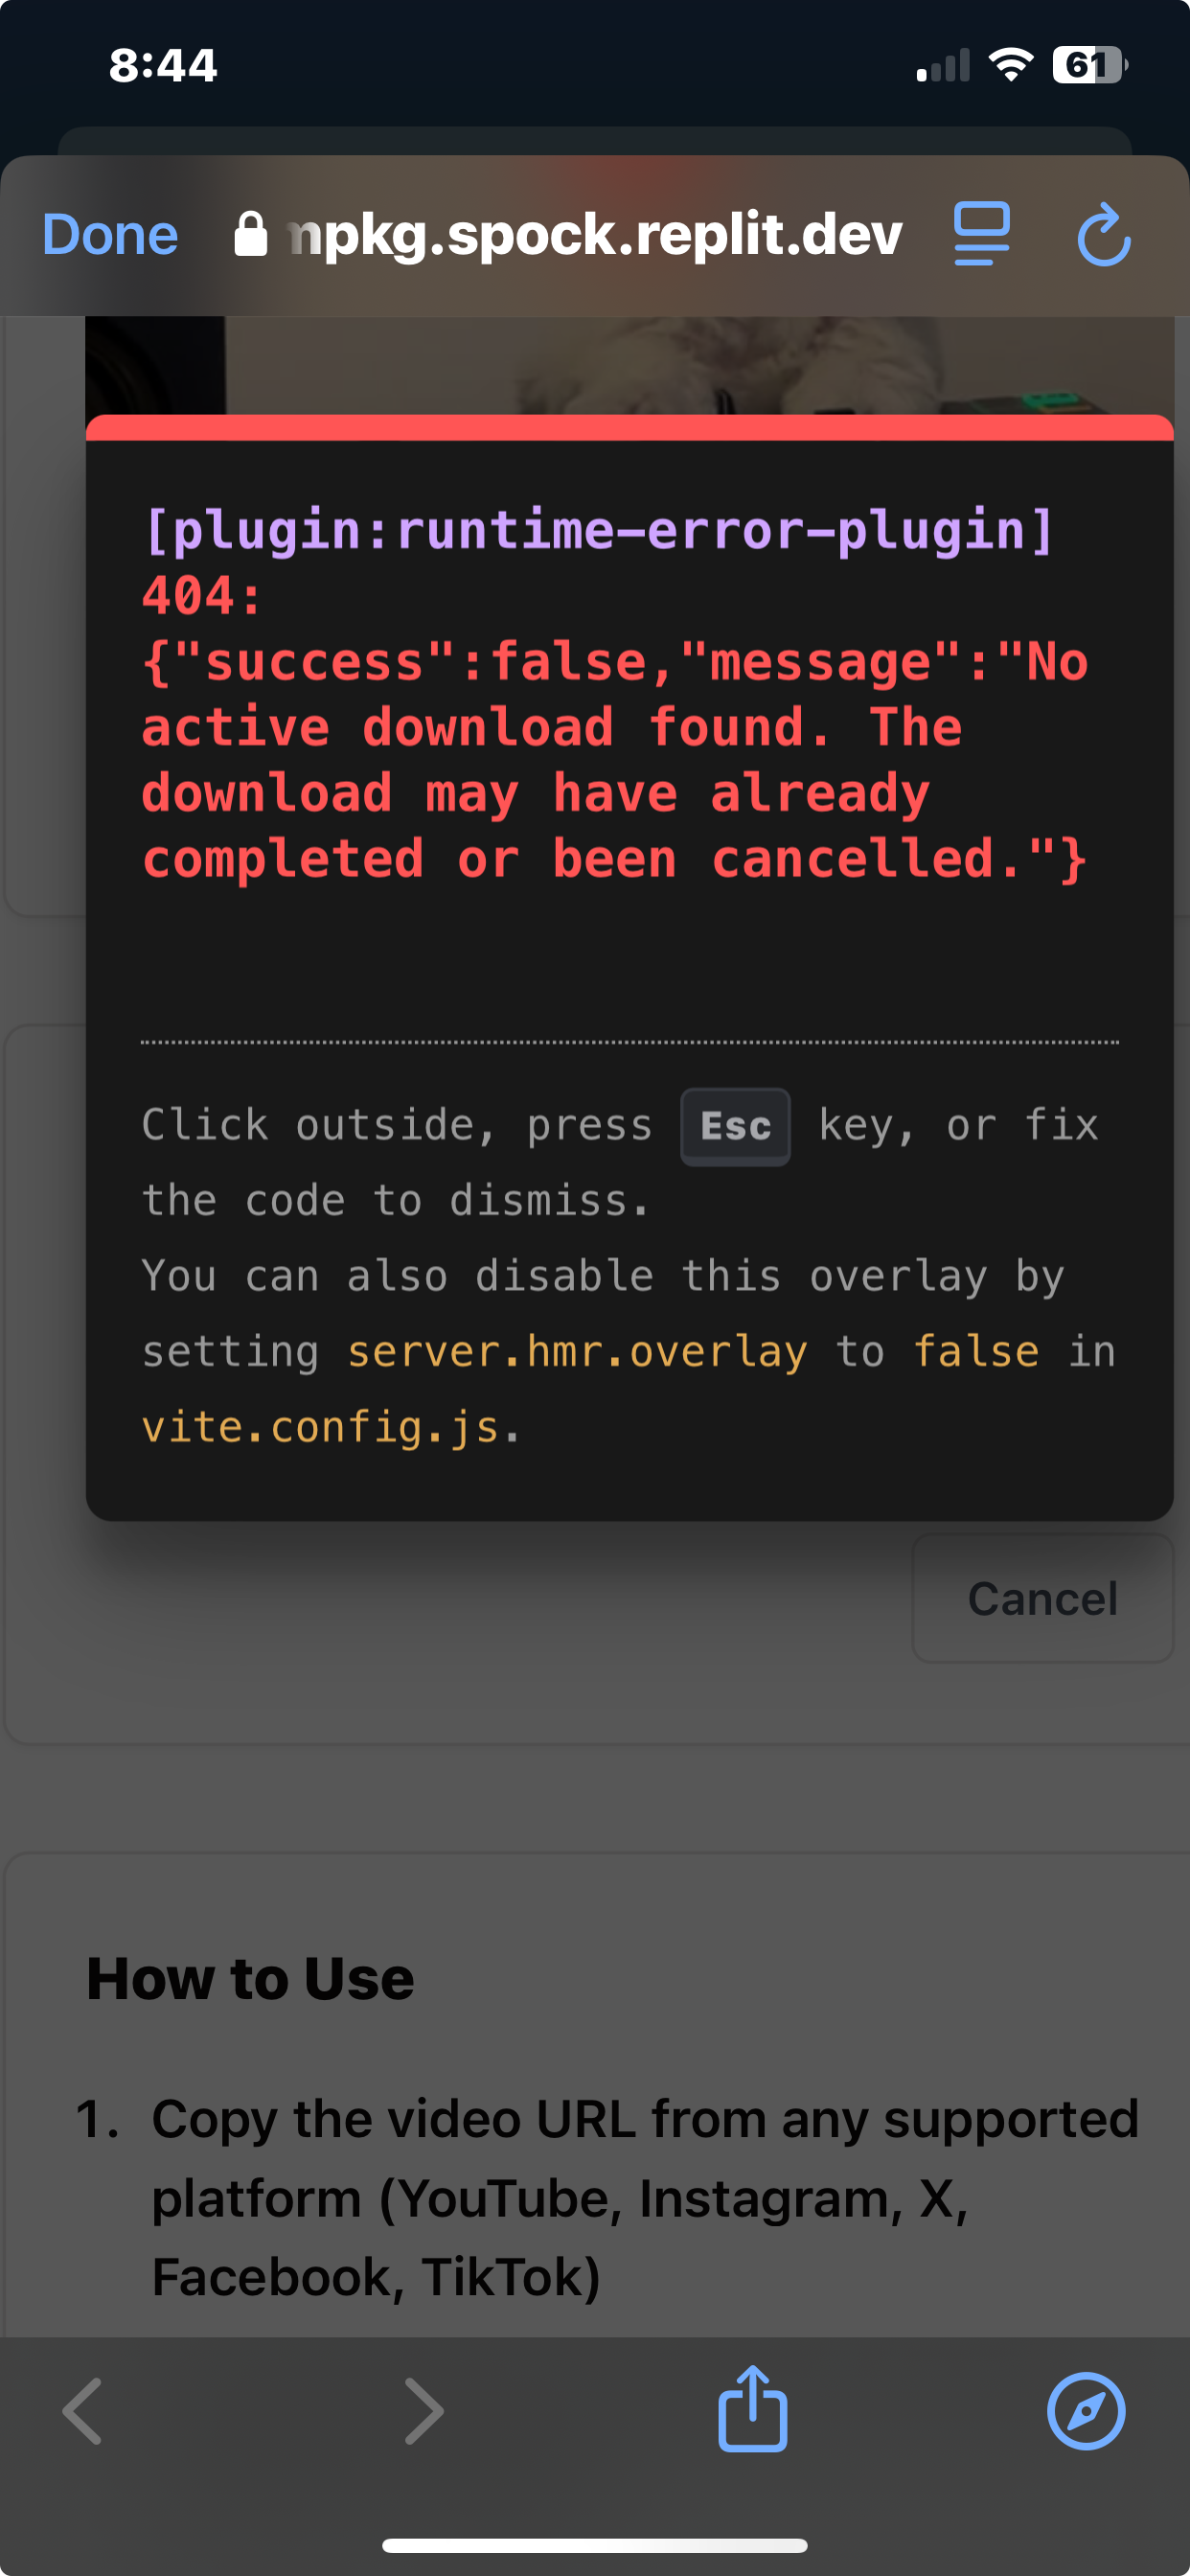 8:44
61
Done
mpkg.spock.replit.dev
[plugin:runtime-error-plugin]
404:
{"success":false,"message":"No
active download found. The
download may have already
completed or been cancelled."}
Click outside, press Esc key, or fix
the code to dismiss.
You can also disable this overlay by
setting server.hmr.overlay to false in
vite.config.js.
Cancel
How to Use
1. Copy the video URL from any supported
platform (YouTube, Instagram, X,
Facebook, TikTok)